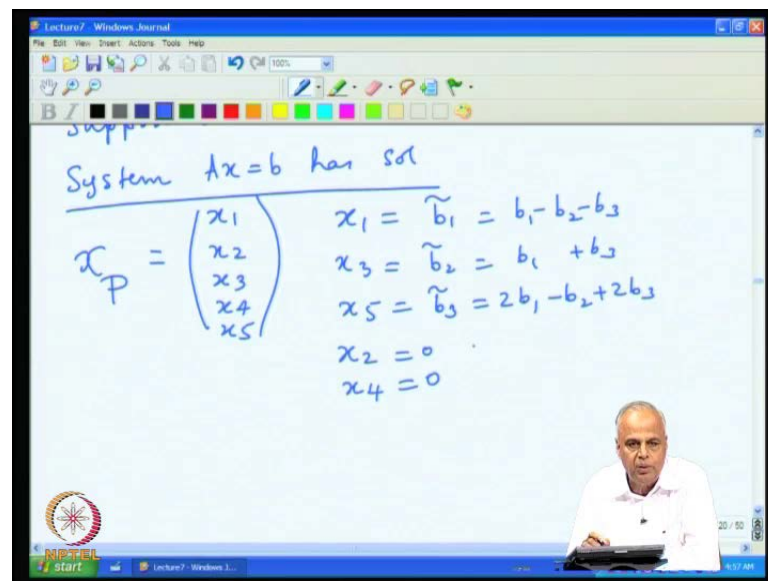 Lecture7 - Windows Journal
File Edit View Insert Actions Tools Help
100%
B I
System Ax=b has sol
x_P = (x1 x2 x3 x4 x5)
x1 = b̃1 = b1 - b2 - b3
x3 = b̃2 = b1 + b3
x5 = b̃3 = 2b1 - b2 + 2b3
x2 = 0
x4 = 0
20 / 50
NPTEL
start Lecture7 - Windows J...
4:57 AM